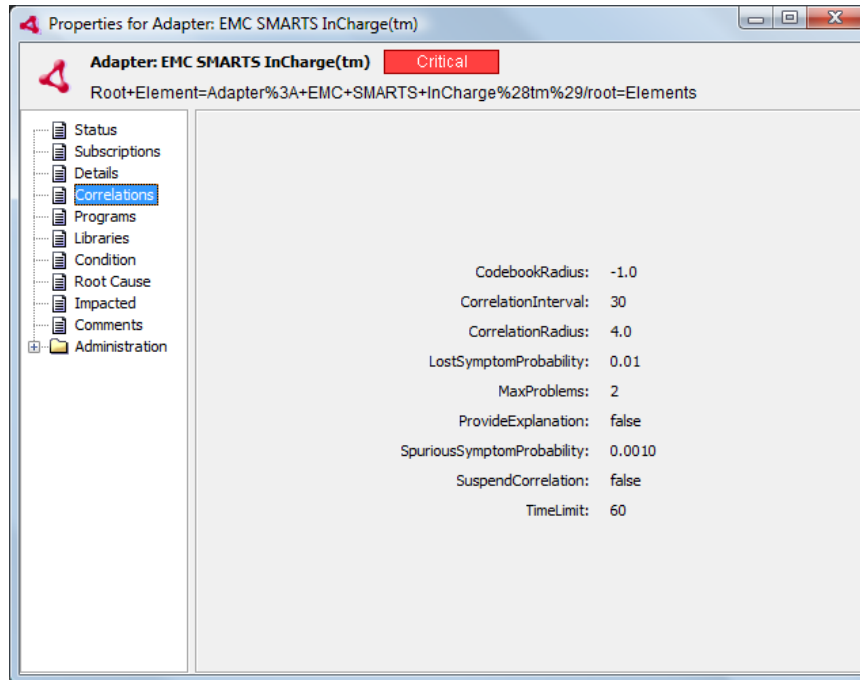 Properties for Adapter: EMC SMARTS InCharge(tm)
Adapter: EMC SMARTS InCharge(tm) Critical
Root+Element=Adapter%3A+EMC+SMARTS+InCharge%28tm%29/root=Elements
Status
Subscriptions
Details
Correlations
Programs
Libraries
Condition
Root Cause
Impacted
Comments
Administration
CodebookRadius: -1.0
CorrelationInterval: 30
CorrelationRadius: 4.0
LostSymptomProbability: 0.01
MaxProblems: 2
ProvideExplanation: false
SpuriousSymptomProbability: 0.0010
SuspendCorrelation: false
TimeLimit: 60